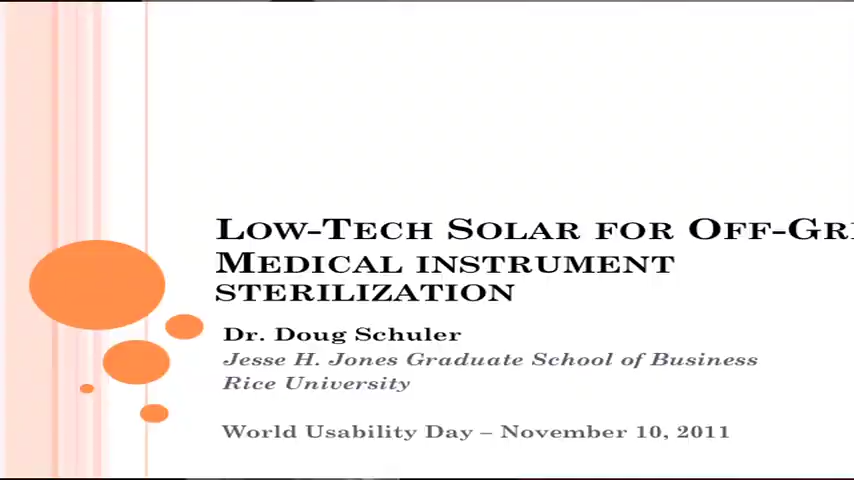 Low-Tech Solar for Off-Gri
Medical instrument
sterilization
Dr. Doug Schuler
Jesse H. Jones Graduate School of Business
Rice University
World Usability Day – November 10, 2011